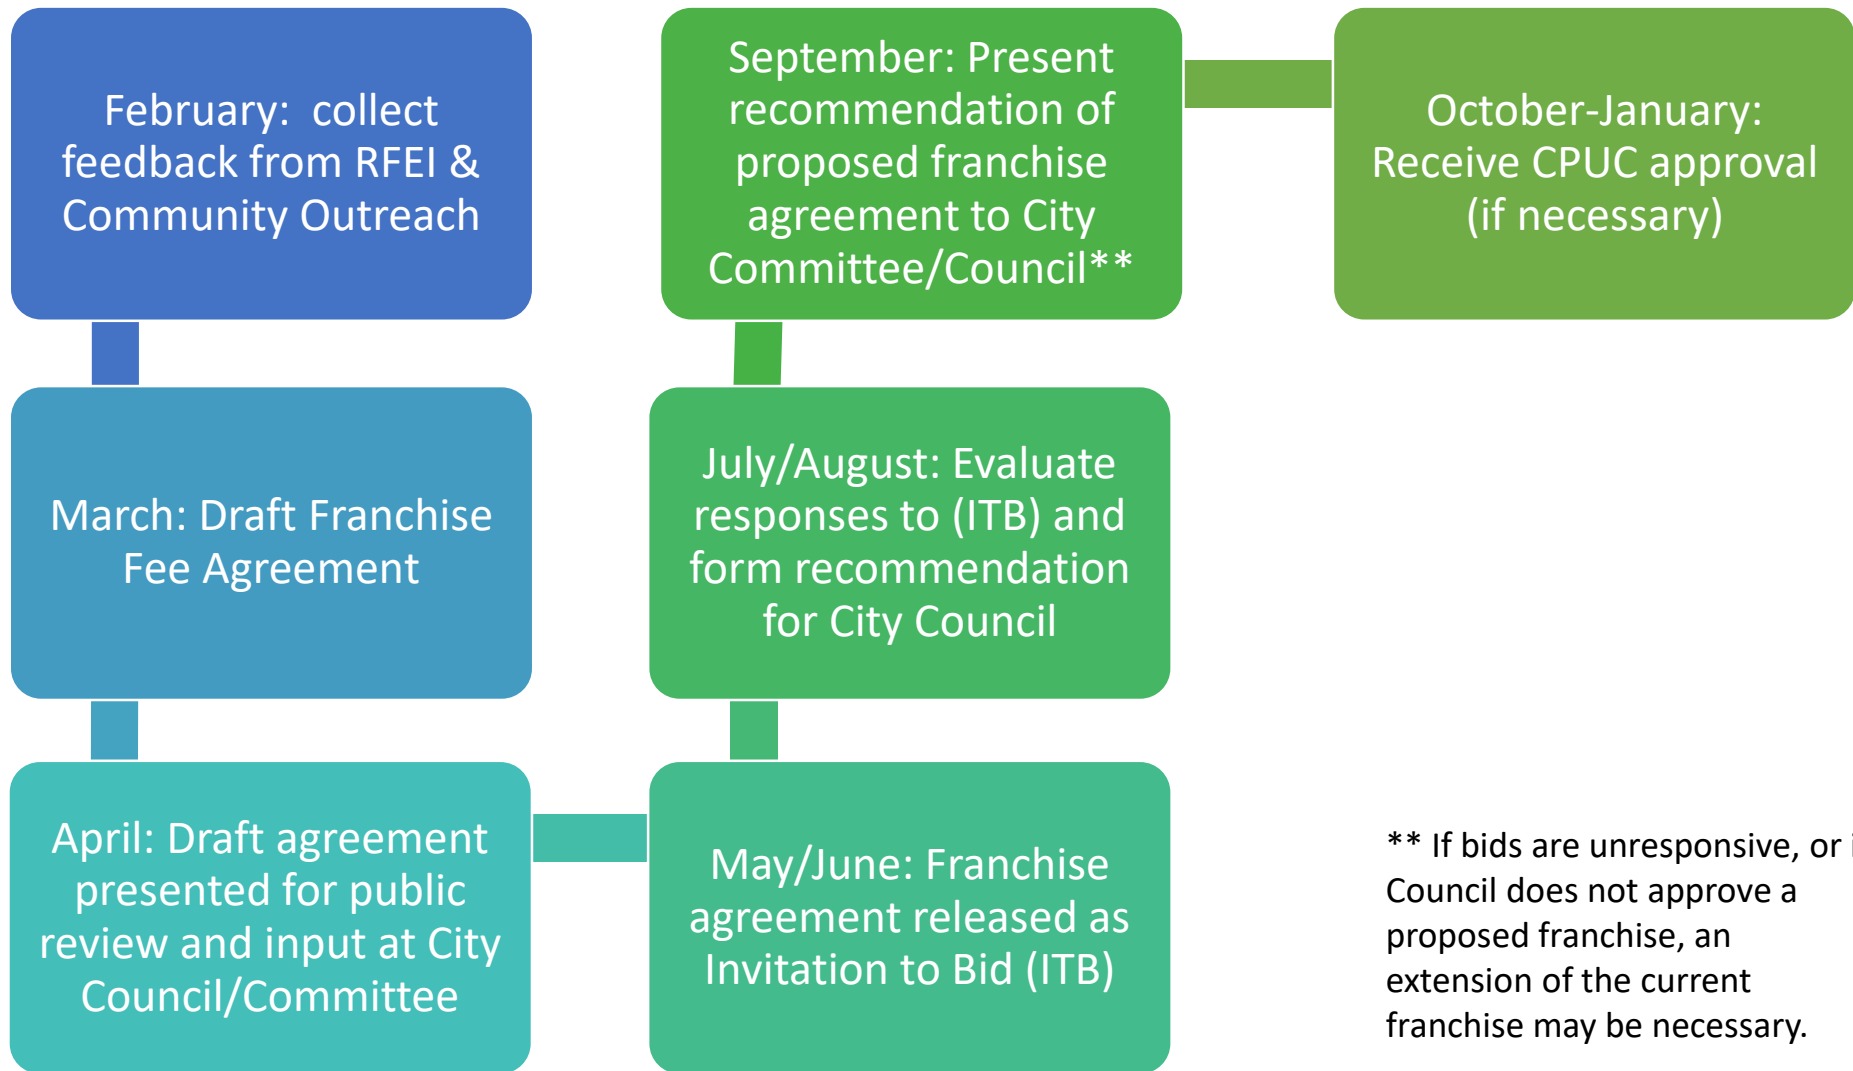 February: collect
feedback from RFEI &
Community Outreach
March: Draft Franchise
Fee Agreement
April: Draft agreement
presented for public
review and input at City
Council/Committee
May/June: Franchise
agreement released as
Invitation to Bid (ITB)
July/August: Evaluate
responses to (ITB) and
form recommendation
for City Council
September: Present
recommendation of
proposed franchise
agreement to City
Committee/Council**
October-January:
Receive CPUC approval
(if necessary)
** If bids are unresponsive, or
Council does not approve a
proposed franchise, an
extension of the current
franchise may be necessary.